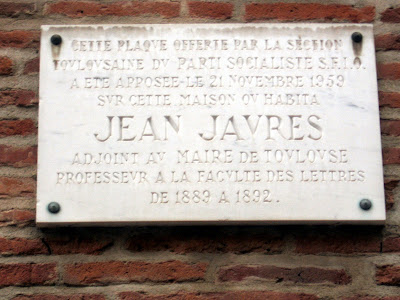 CETTE PLAQVE OFFERTE PAR LA SECTION
TOVLOVSAINE DV PARTI SOCIALISTE S.F.I.O.
A ETE APPOSEE-LE 21 NOVEMBRE 1959
SVR CETTE MAISON OV HABITA
JEAN JAVRES
ADJOINT AV MAIRE DE TOVLOVSE
PROFESSEVR A LA FACVLTE DES LETTRES
DE 1889 A 1892.